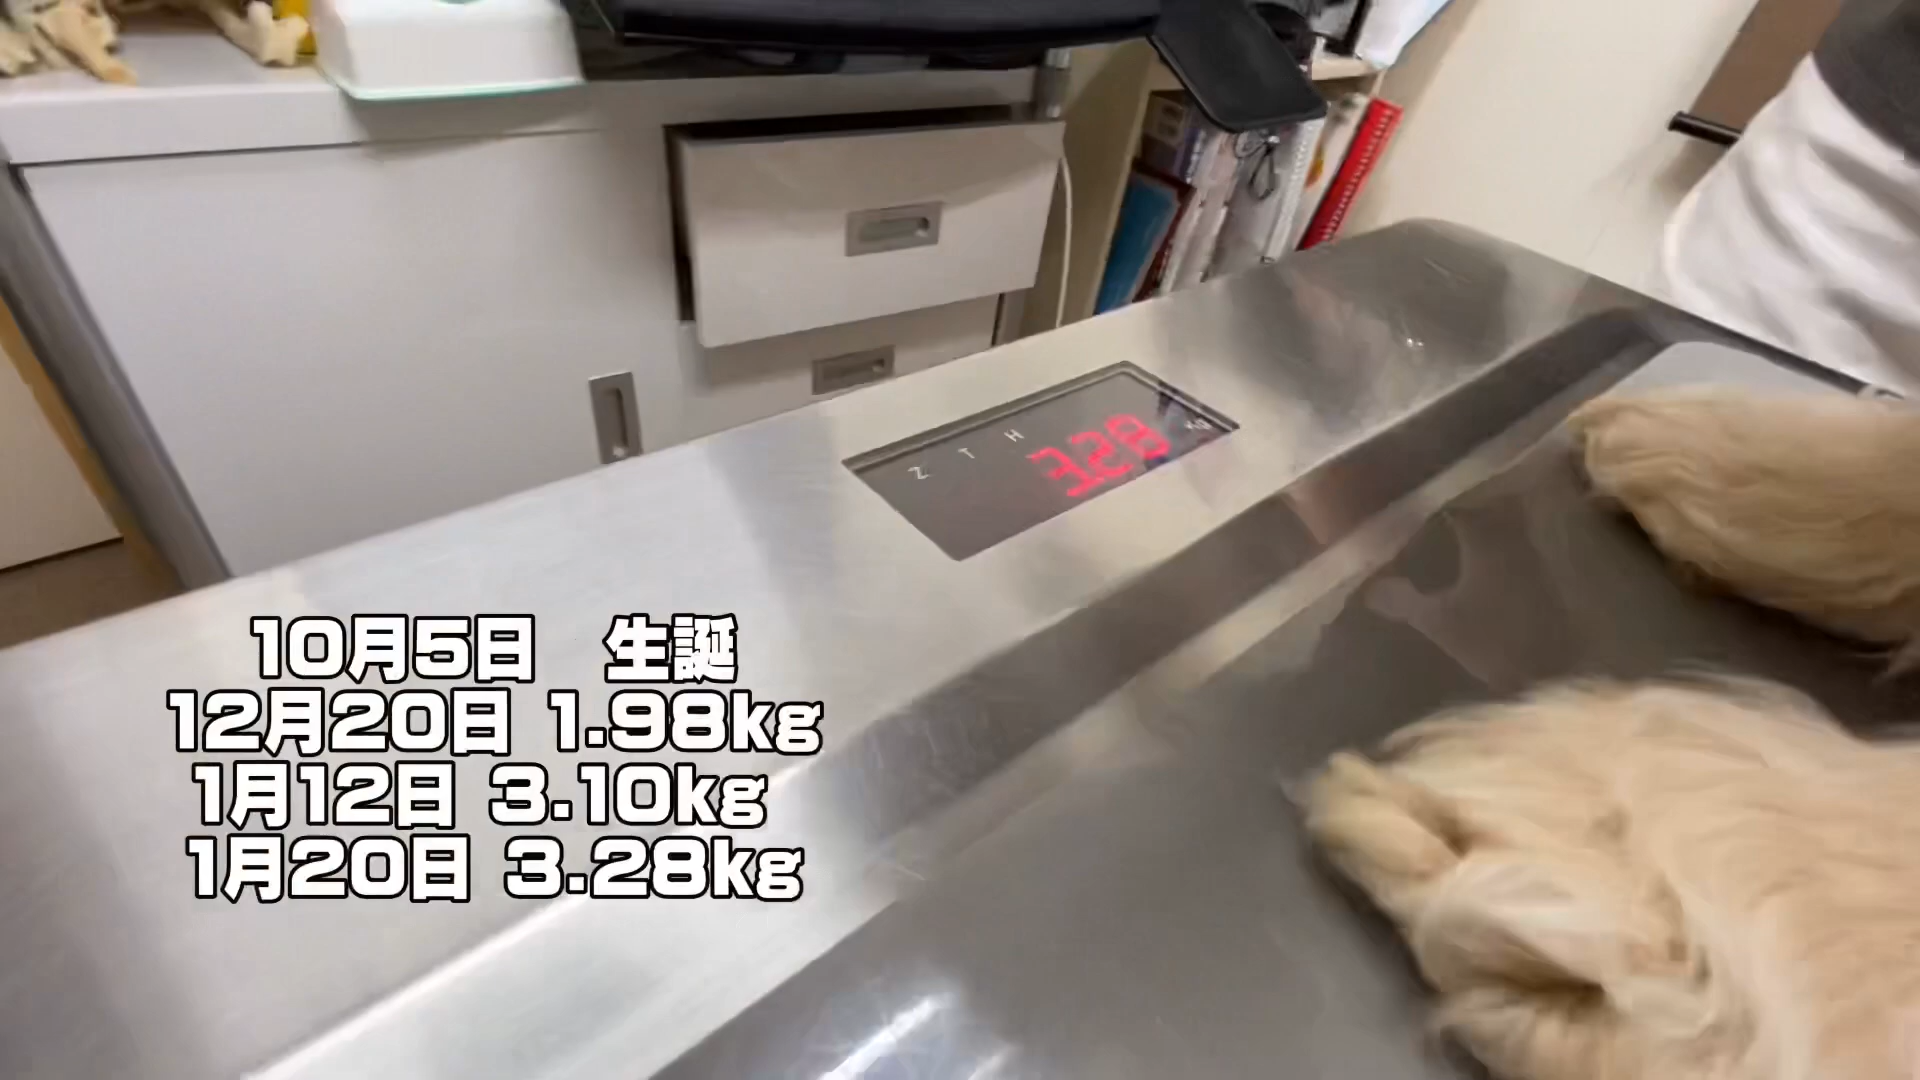 Z T H 3.28 kg
10月5日 生誕
12月20日 1.98kg
1月12日 3.10kg
1月20日 3.28kg